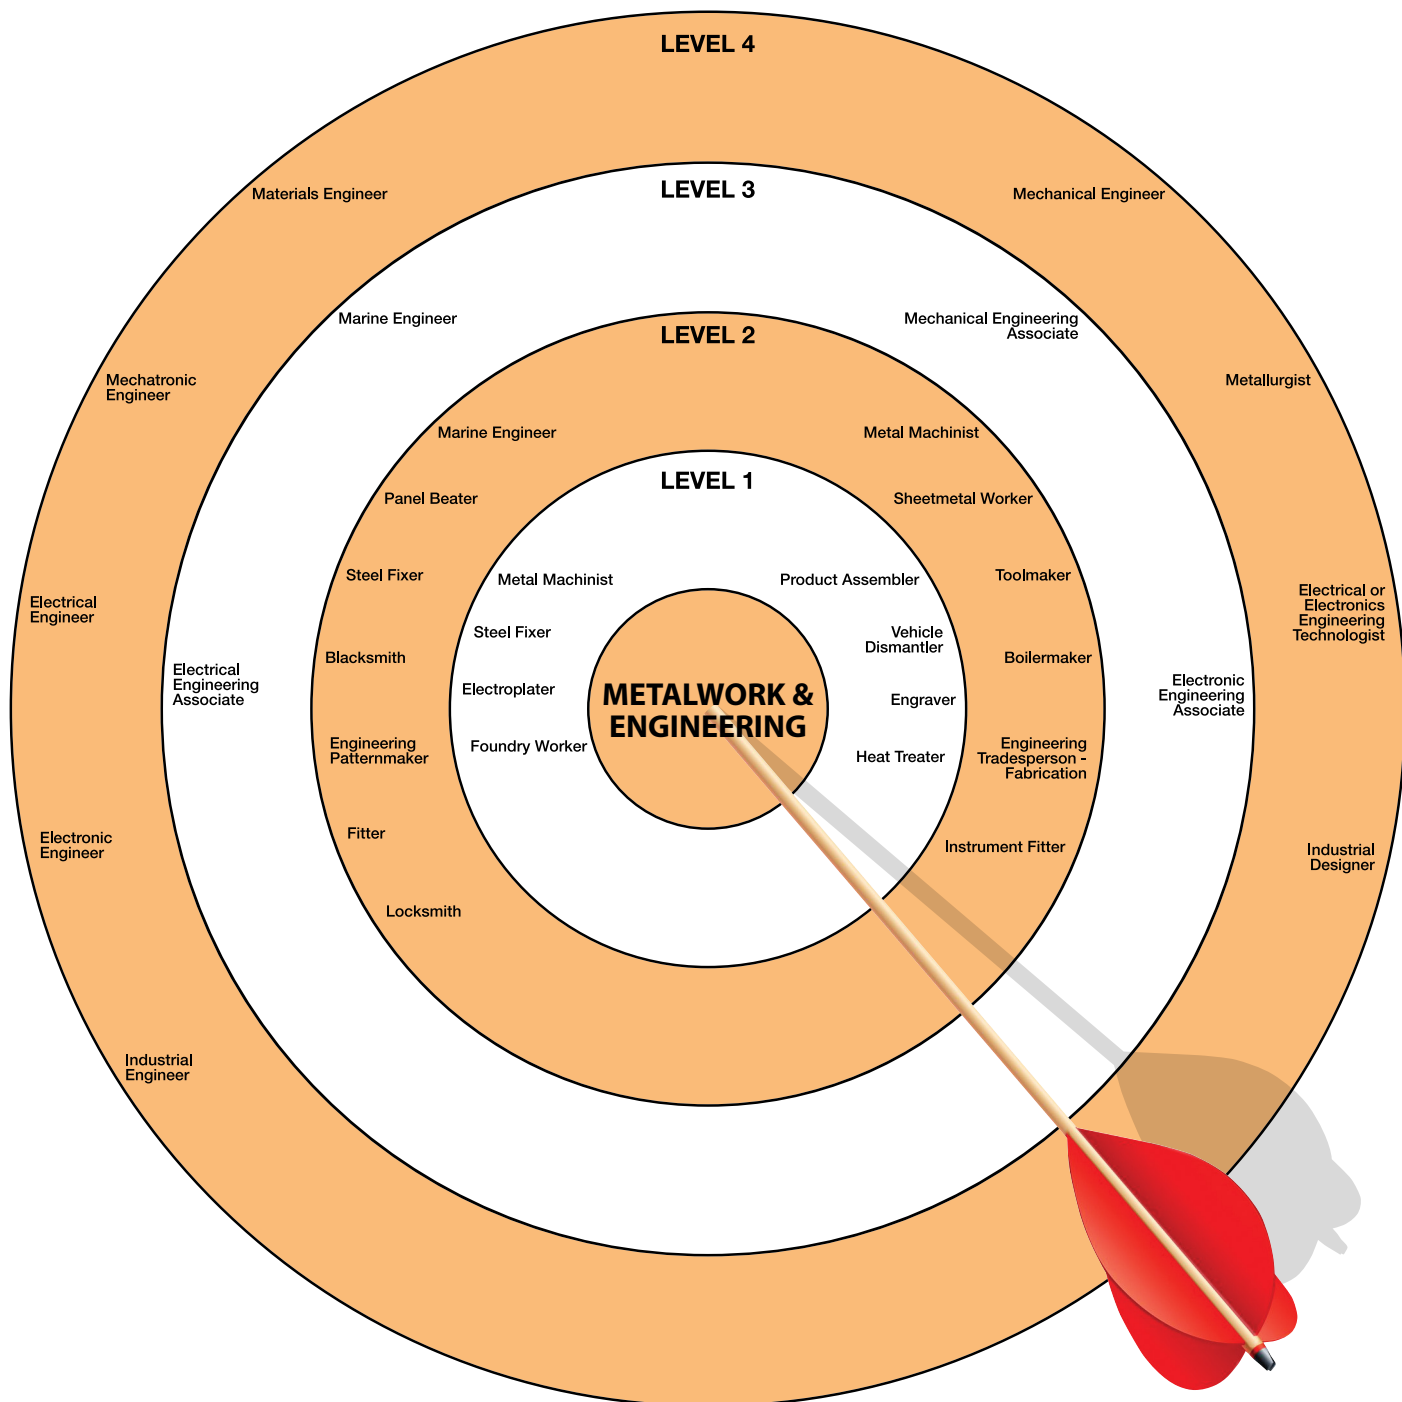 LEVEL 4
Materials Engineer
Mechanical Engineer
Mechatronic
Engineer
Metallurgist
Electrical
Engineer
Electrical or
Electronics
Engineering
Technologist
Electronic
Engineer
Industrial
Designer
Industrial
Engineer
LEVEL 3
Marine Engineer
Mechanical Engineering
Associate
Electrical
Engineering
Associate
Electronic
Engineering
Associate
LEVEL 2
Marine Engineer
Metal Machinist
Panel Beater
Sheetmetal Worker
Steel Fixer
Toolmaker
Blacksmith
Boilermaker
Engineering
Patternmaker
Engineering
Tradesperson -
Fabrication
Fitter
Instrument Fitter
Locksmith
LEVEL 1
Metal Machinist
Product Assembler
Steel Fixer
Vehicle
Dismantler
Electroplater
Engraver
Foundry Worker
Heat Treater
METALWORK &
ENGINEERING